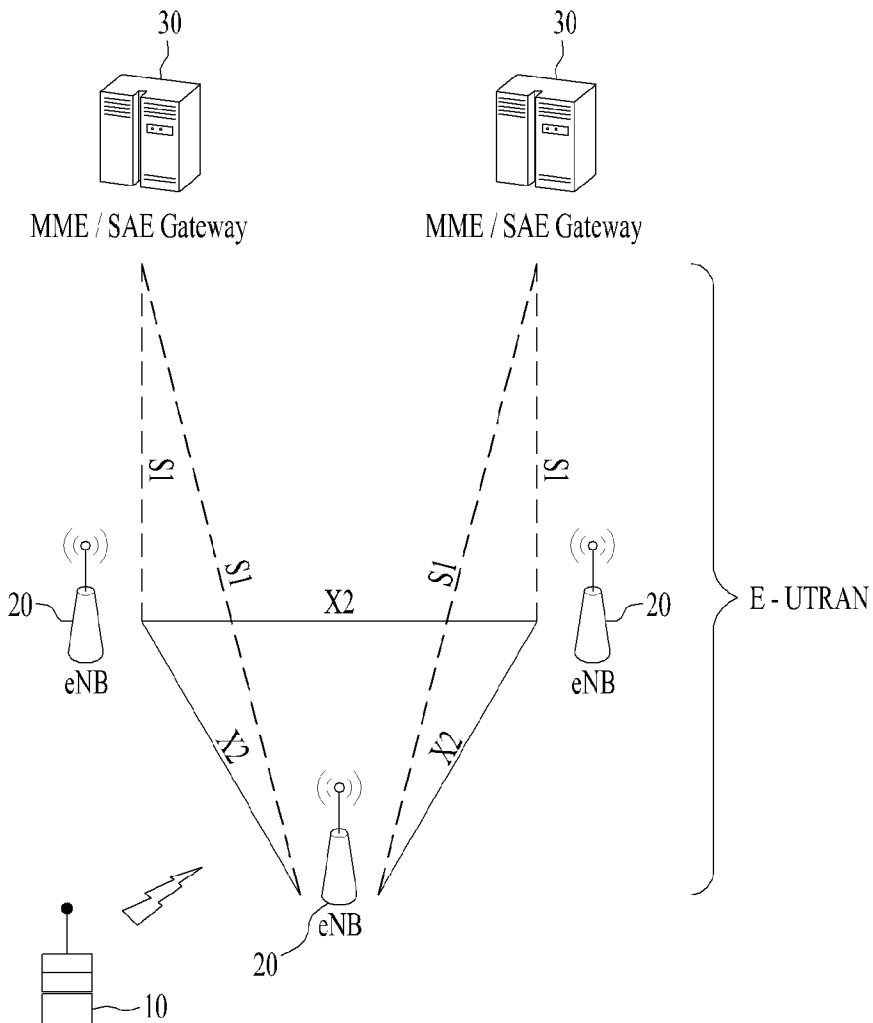 30
30
MME / SAE Gateway
MME / SAE Gateway
S1
S1
S1
S1
X2
20
20
E - UTRAN
eNB
eNB
X2
X2
eNB
20
10